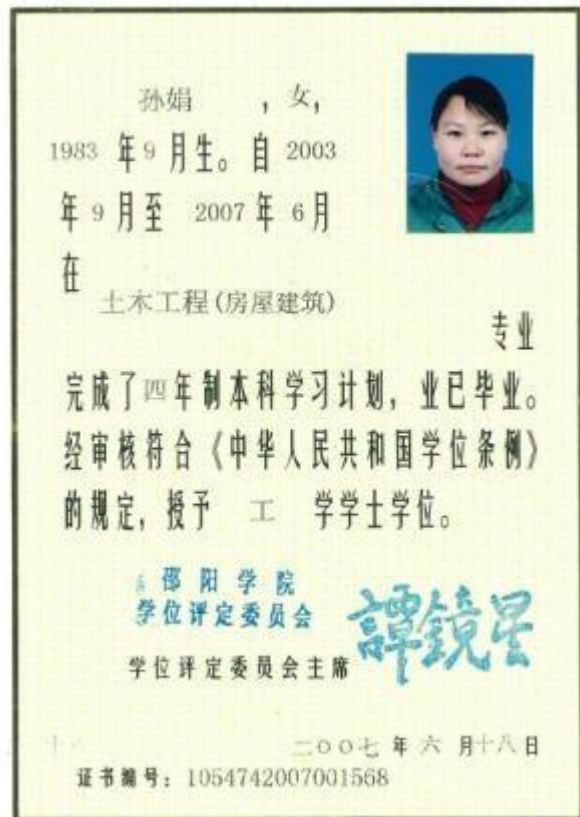 孙娟 ，女，
1983 年 9 月生。自 2003
年 9 月至 2007 年 6 月
在
土木工程(房屋建筑)
专业
完成了四年制本科学习计划，业已毕业。
经审核符合《中华人民共和国学位条例》
的规定，授予 工 学学士学位。
邵阳学院
学位评定委员会
譚鏡星
学位评定委员会主席
二〇〇七 年 六 月十八日
证书编号：1054742007001568